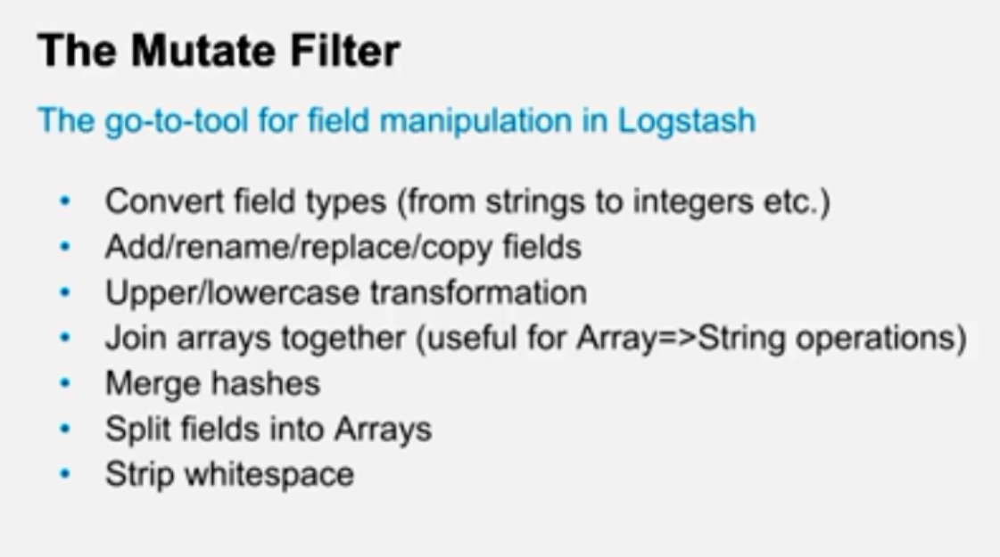 The Mutate Filter
The go-to-tool for field manipulation in Logstash
• Convert field types (from strings to integers etc.)
• Add/rename/replace/copy fields
• Upper/lowercase transformation
• Join arrays together (useful for Array=>String operations)
• Merge hashes
• Split fields into Arrays
• Strip whitespace